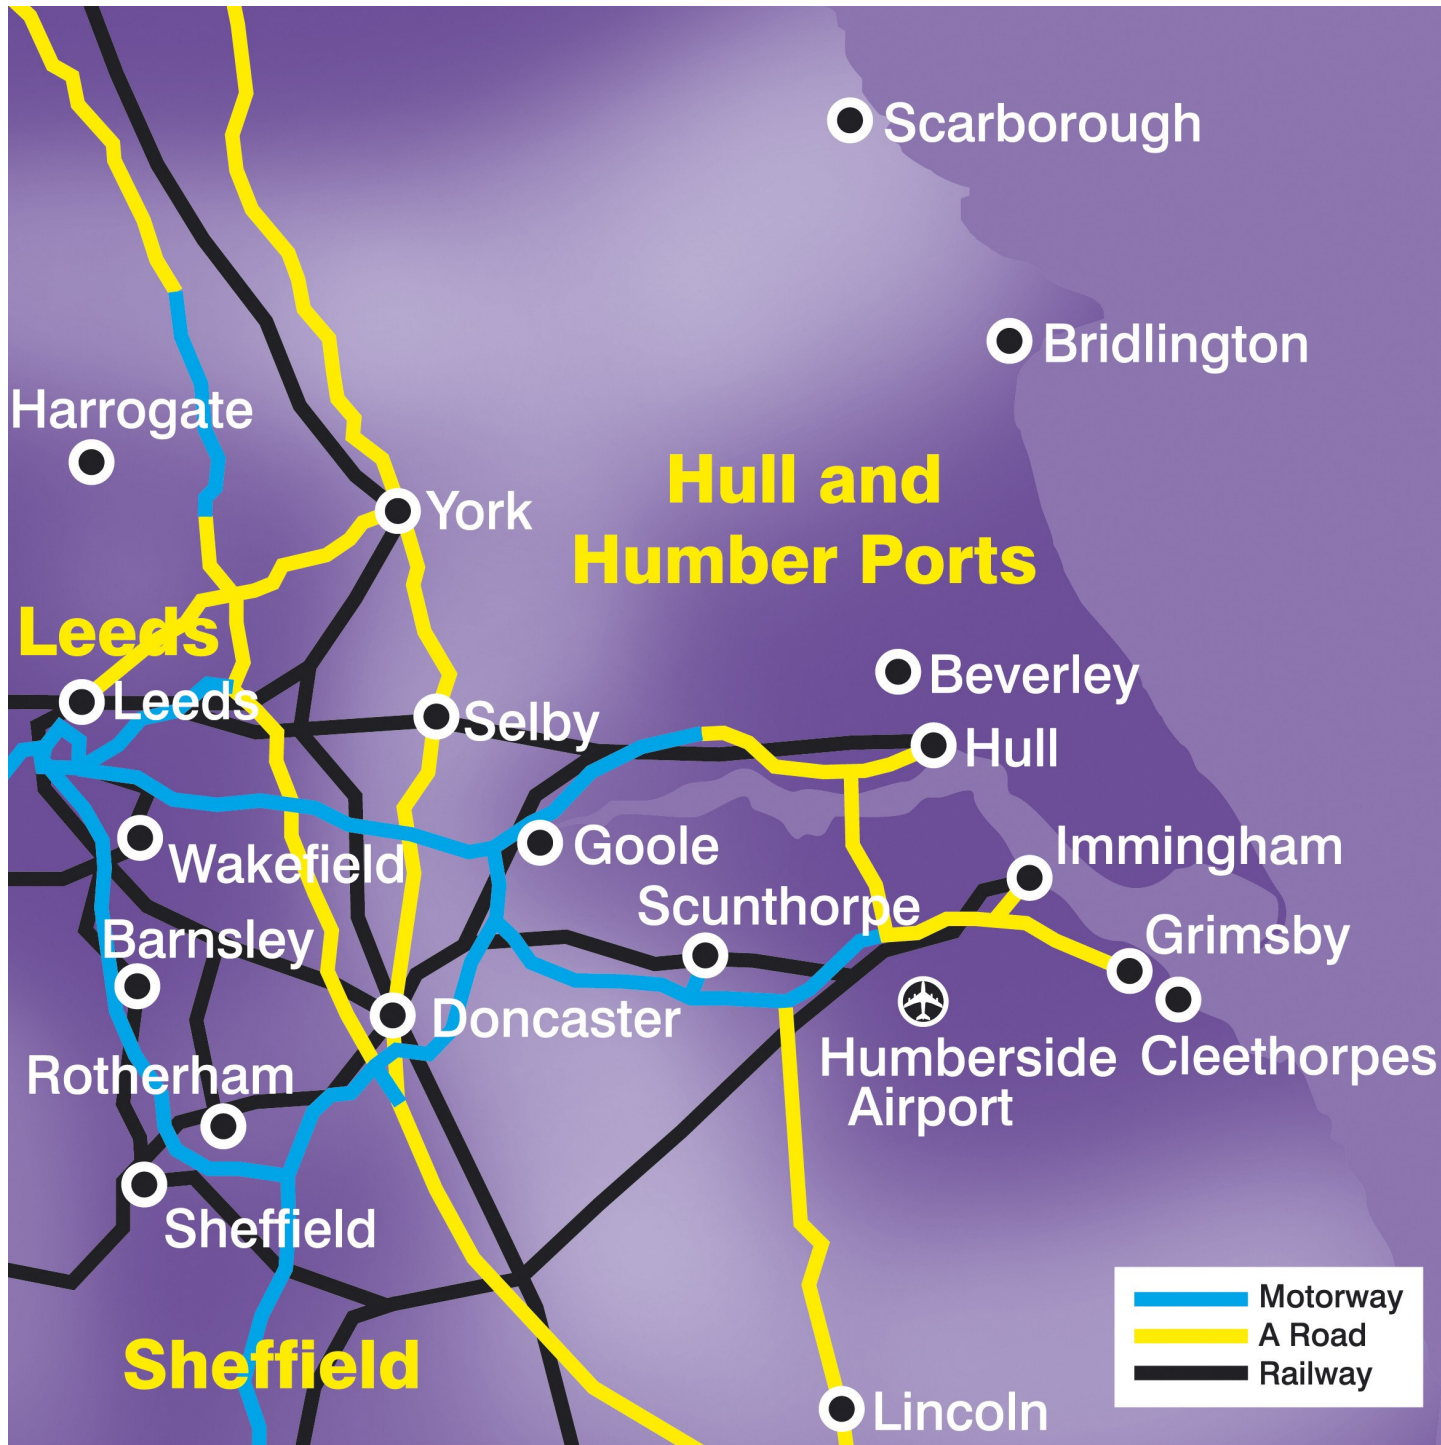 Scarborough
Bridlington
Harrogate
Hull and
Humber Ports
York
Leeds
Beverley
Leeds
Selby
Hull
Goole
Immingham
Wakefield
Scunthorpe
Barnsley
Grimsby
Doncaster
Humberside
Airport
Cleethorpes
Rotherham
Sheffield
Motorway
A Road
Railway
Sheffield
Lincoln